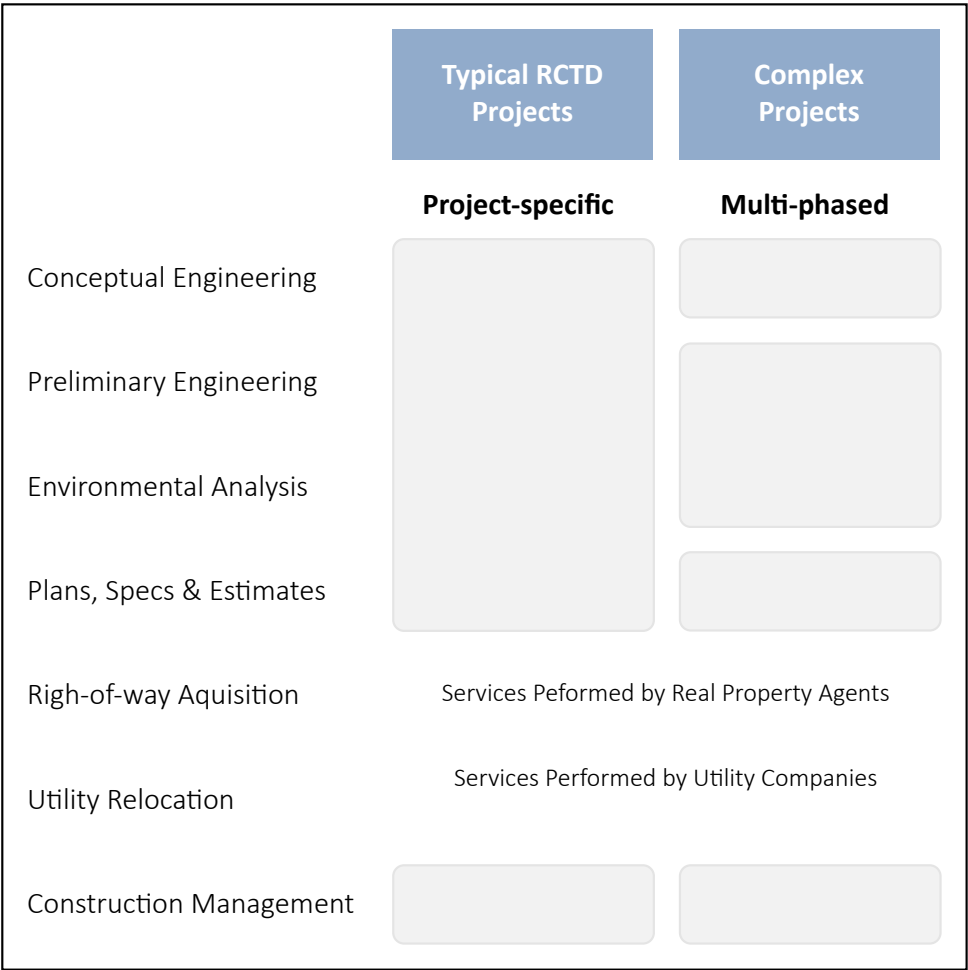 Typical RCTD
Projects
Complex
Projects
Project-specific
Multi-phased
Conceptual Engineering
Preliminary Engineering
Environmental Analysis
Plans, Specs & Estimates
Righ-of-way Aquisition
Services Peformed by Real Property Agents
Services Performed by Utility Companies
Utility Relocation
Construction Management